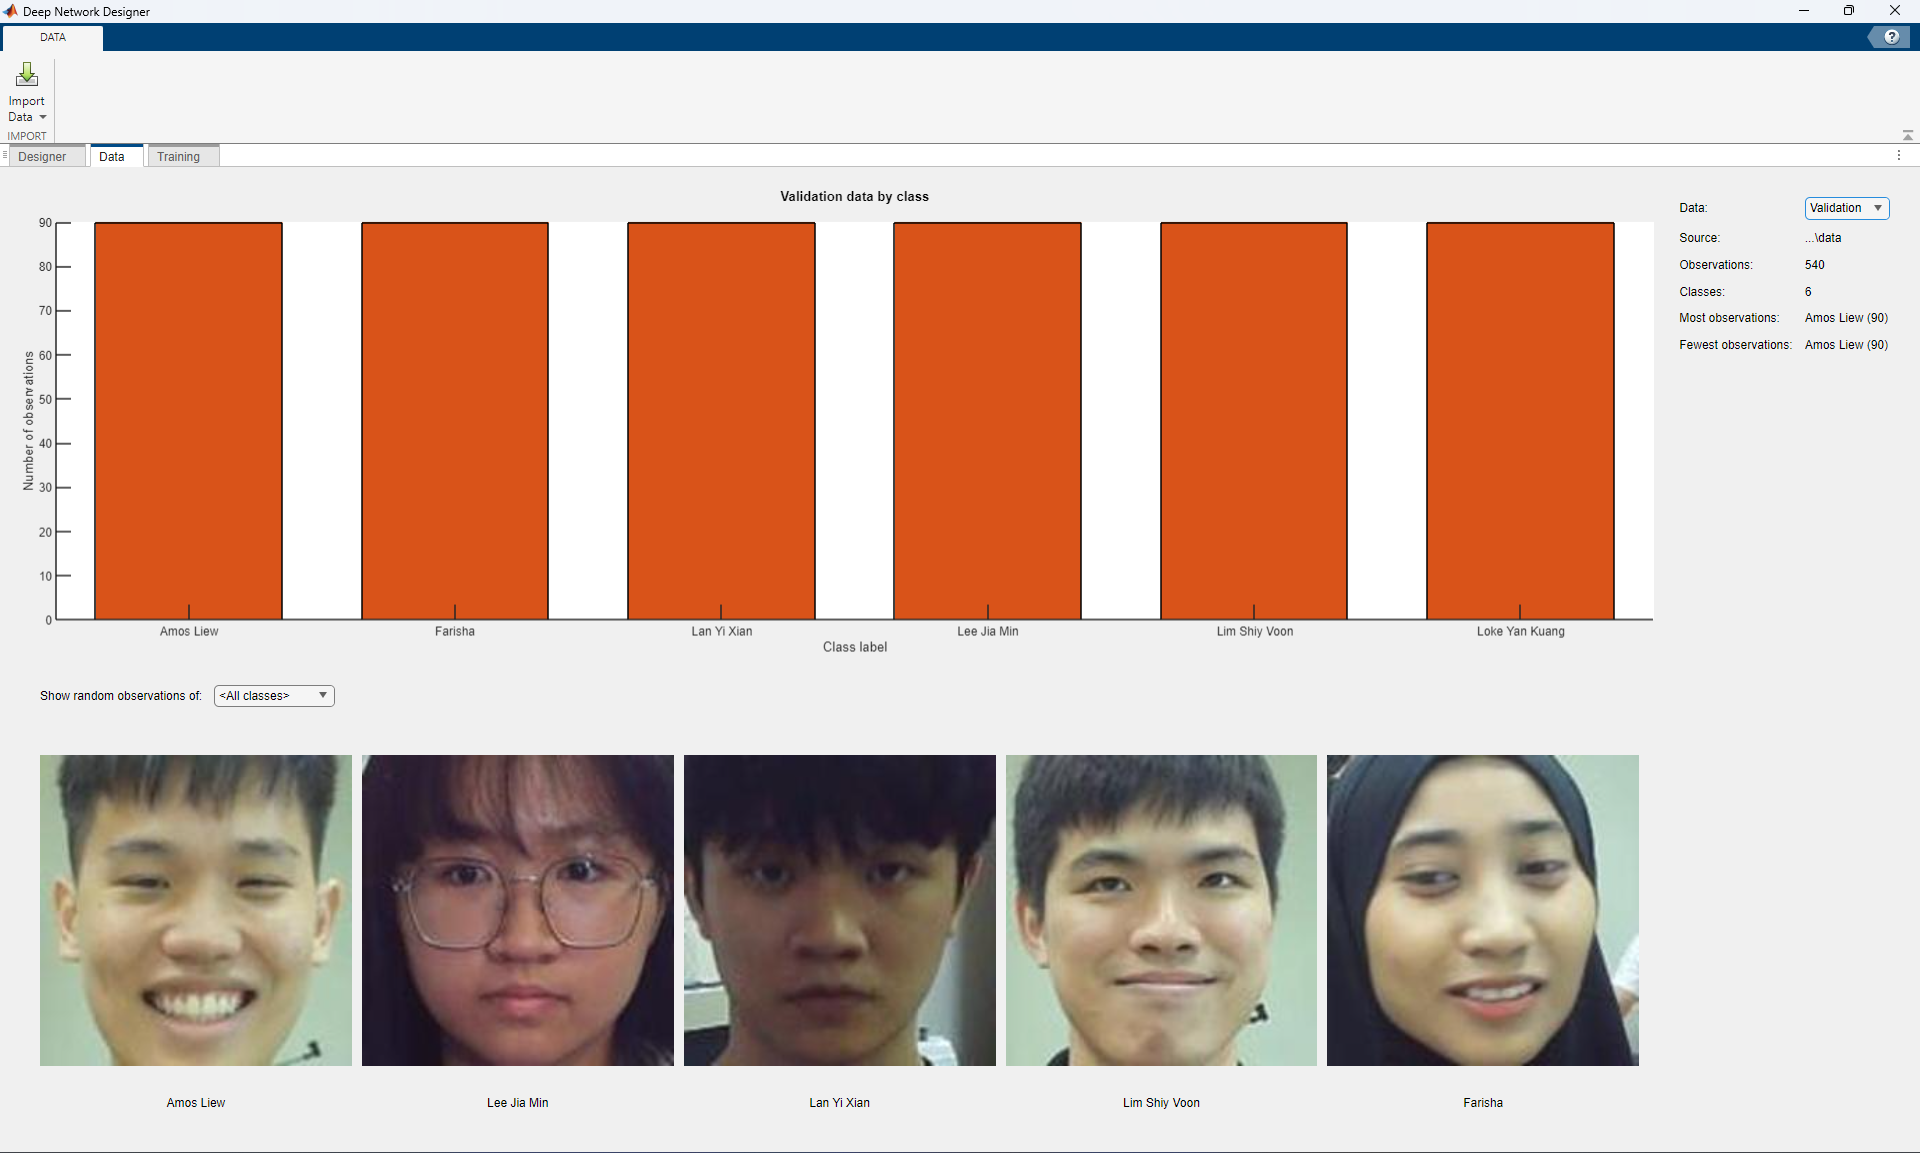 Deep Network Designer
DATA
?
Import
Data
IMPORT
Designer
Data
Training
Validation data by class
90
80
70
60
50
40
30
20
10
0
Number of observations
Amos Liew
Farisha
Lan Yi Xian
Lee Jia Min
Lim Shiy Voon
Loke Yan Kuang
Class label
Data: Validation
Source: ...\data
Observations: 540
Classes: 6
Most observations: Amos Liew (90)
Fewest observations: Amos Liew (90)
Show random observations of: <All classes>
Amos Liew
Lee Jia Min
Lan Yi Xian
Lim Shiy Voon
Farisha